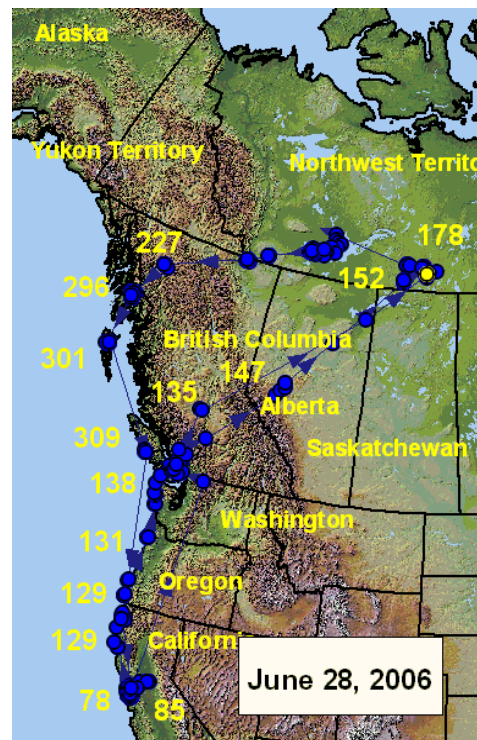 Alaska
Yukon Territory
Northwest Territo
178
227
152
296
British Columbia
301
147
135
Alberta
309
Saskatchewan
138
Washington
131
Oregon
129
129
Californi
June 28, 2006
78
85